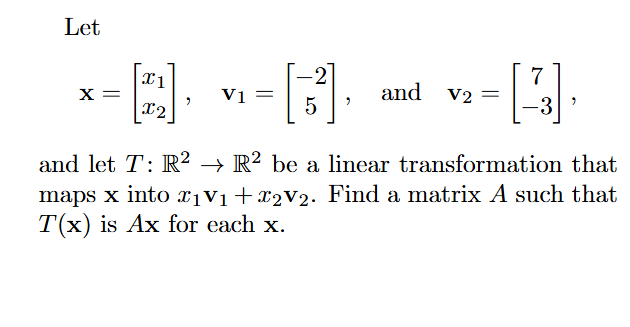 Let
x = [x₁ x₂], v₁ = [−2 5], and v₂ = [7 −3],
and let T: ℝ² → ℝ² be a linear transformation that
maps x into x₁v₁ + x₂v₂. Find a matrix A such that
T(x) is Ax for each x.